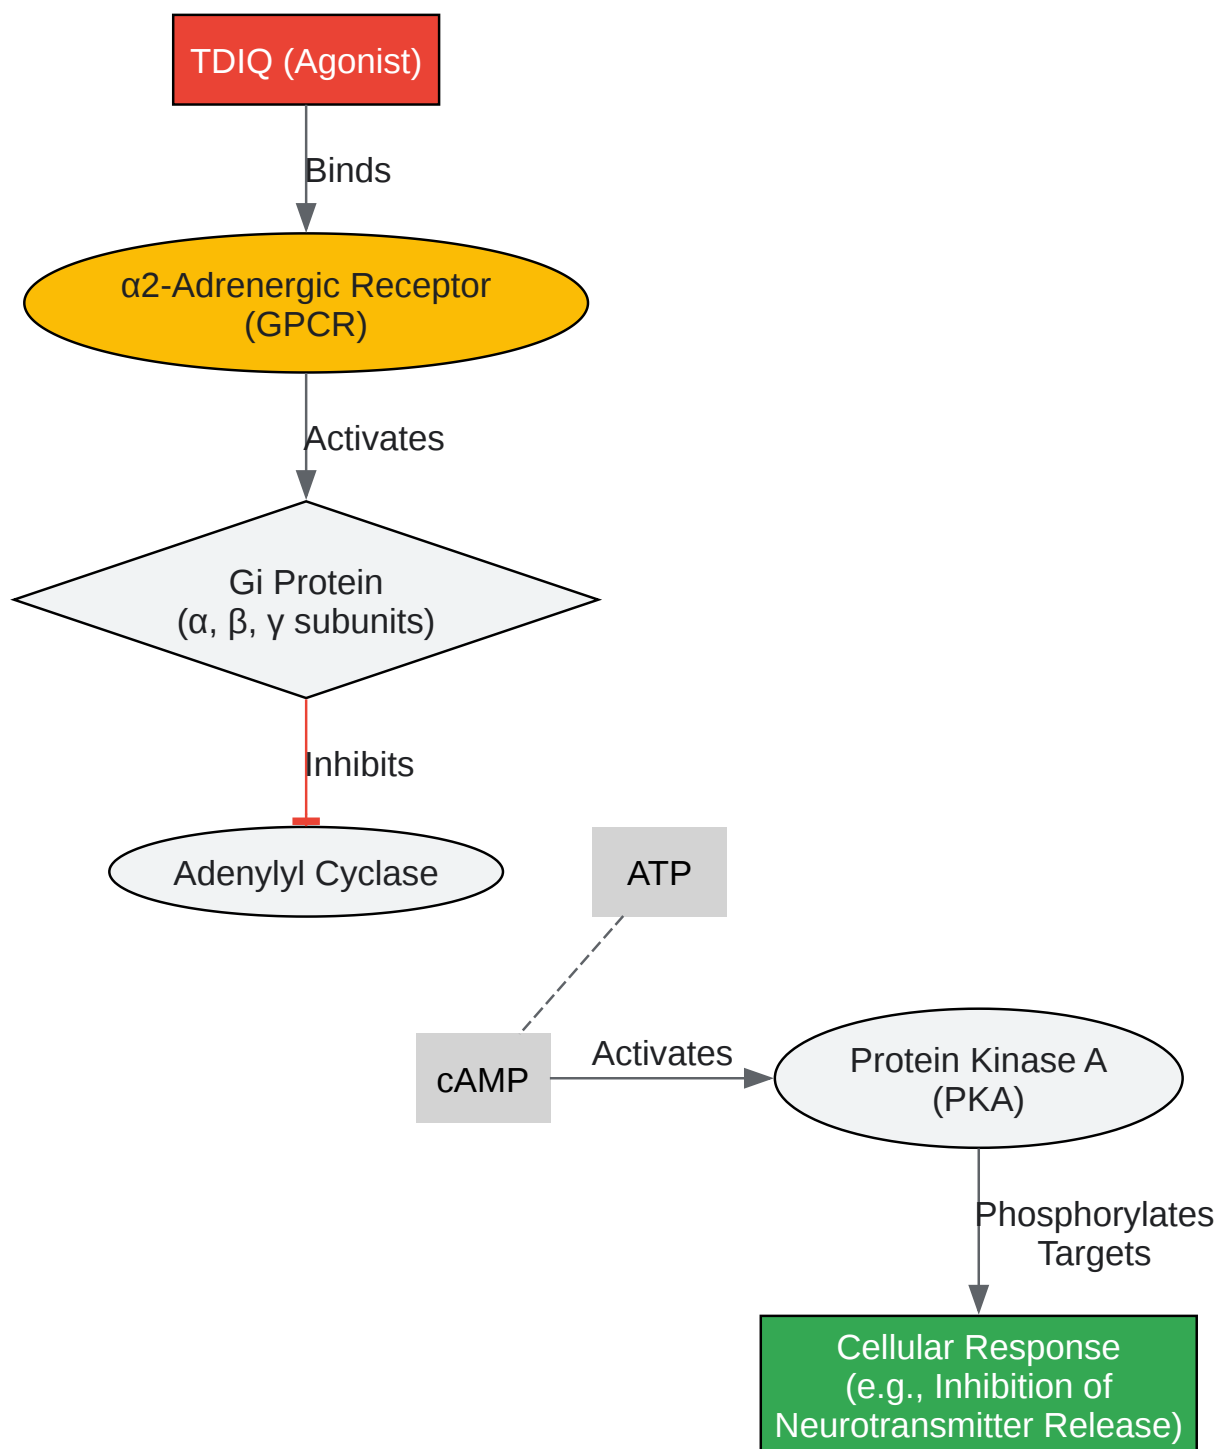 TDIQ (Agonist)
Binds
α2-Adrenergic Receptor
(GPCR)
Activates
Gi Protein
(α, β, γ subunits)
Inhibits
Adenylyl Cyclase
ATP
cAMP
Activates
Protein Kinase A
(PKA)
Phosphorylates
Targets
Cellular Response
(e.g., Inhibition of
Neurotransmitter Release)